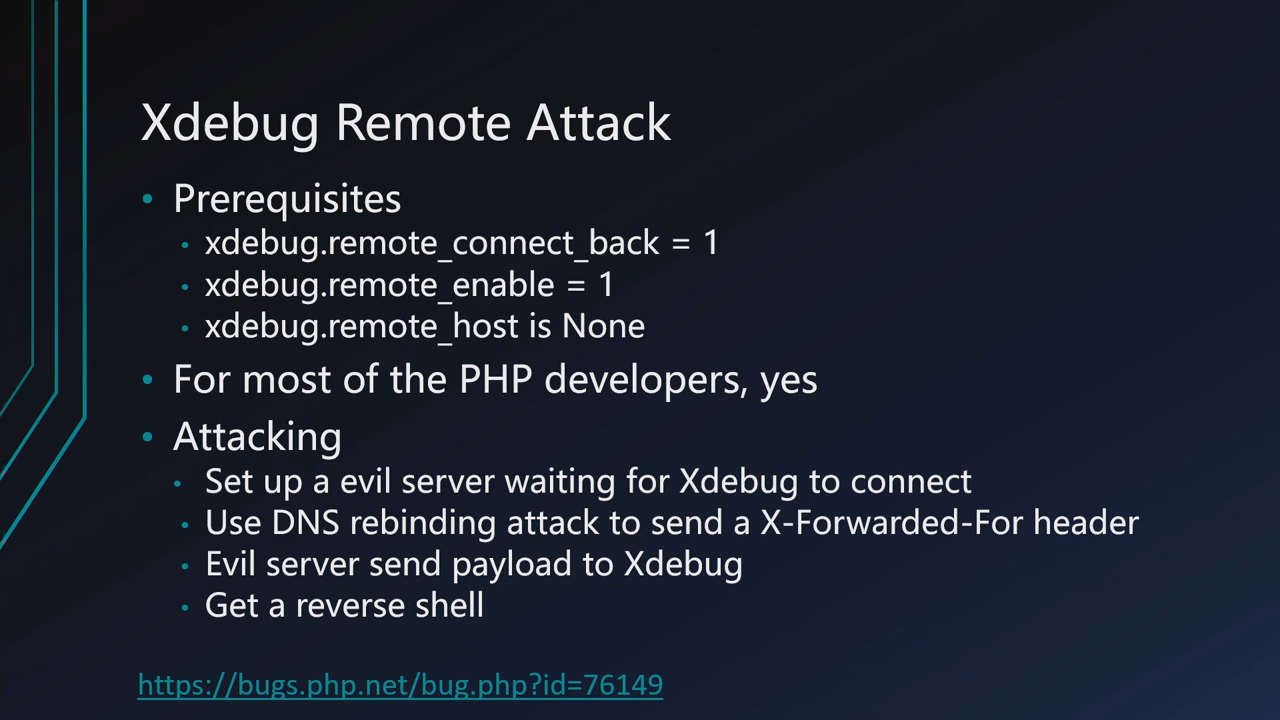 Xdebug Remote Attack
• Prerequisites
• xdebug.remote_connect_back = 1
• xdebug.remote_enable = 1
• xdebug.remote_host is None
• For most of the PHP developers, yes
• Attacking
• Set up a evil server waiting for Xdebug to connect
• Use DNS rebinding attack to send a X-Forwarded-For header
• Evil server send payload to Xdebug
• Get a reverse shell
https://bugs.php.net/bug.php?id=76149